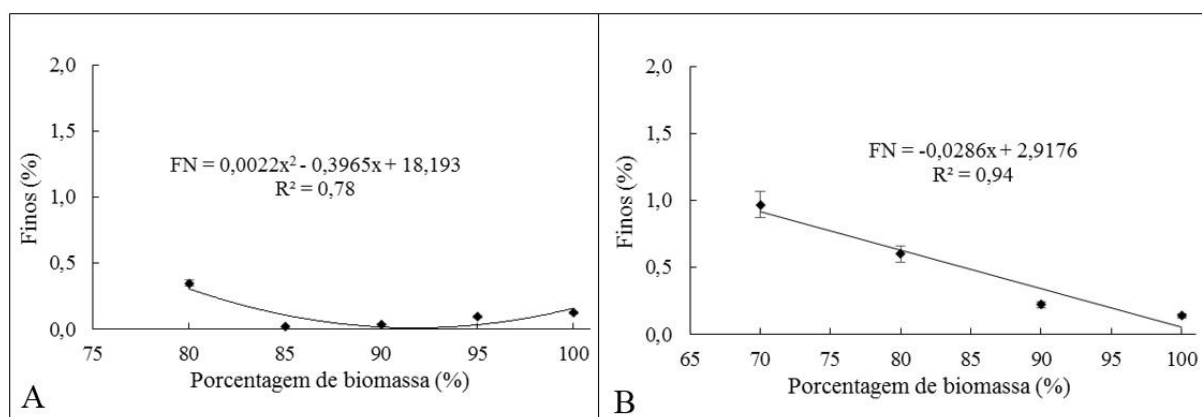 2,0
1,5
1,0
0,5
0,0
Finos (%)
FN = 0,0022x² - 0,3965x + 18,193
R² = 0,78
75 80 85 90 95 100
Porcentagem de biomassa (%)
A
2,0
1,5
1,0
0,5
0,0
Finos (%)
FN = -0,0286x + 2,9176
R² = 0,94
65 70 75 80 85 90 95 100
Porcentagem de biomassa (%)
B